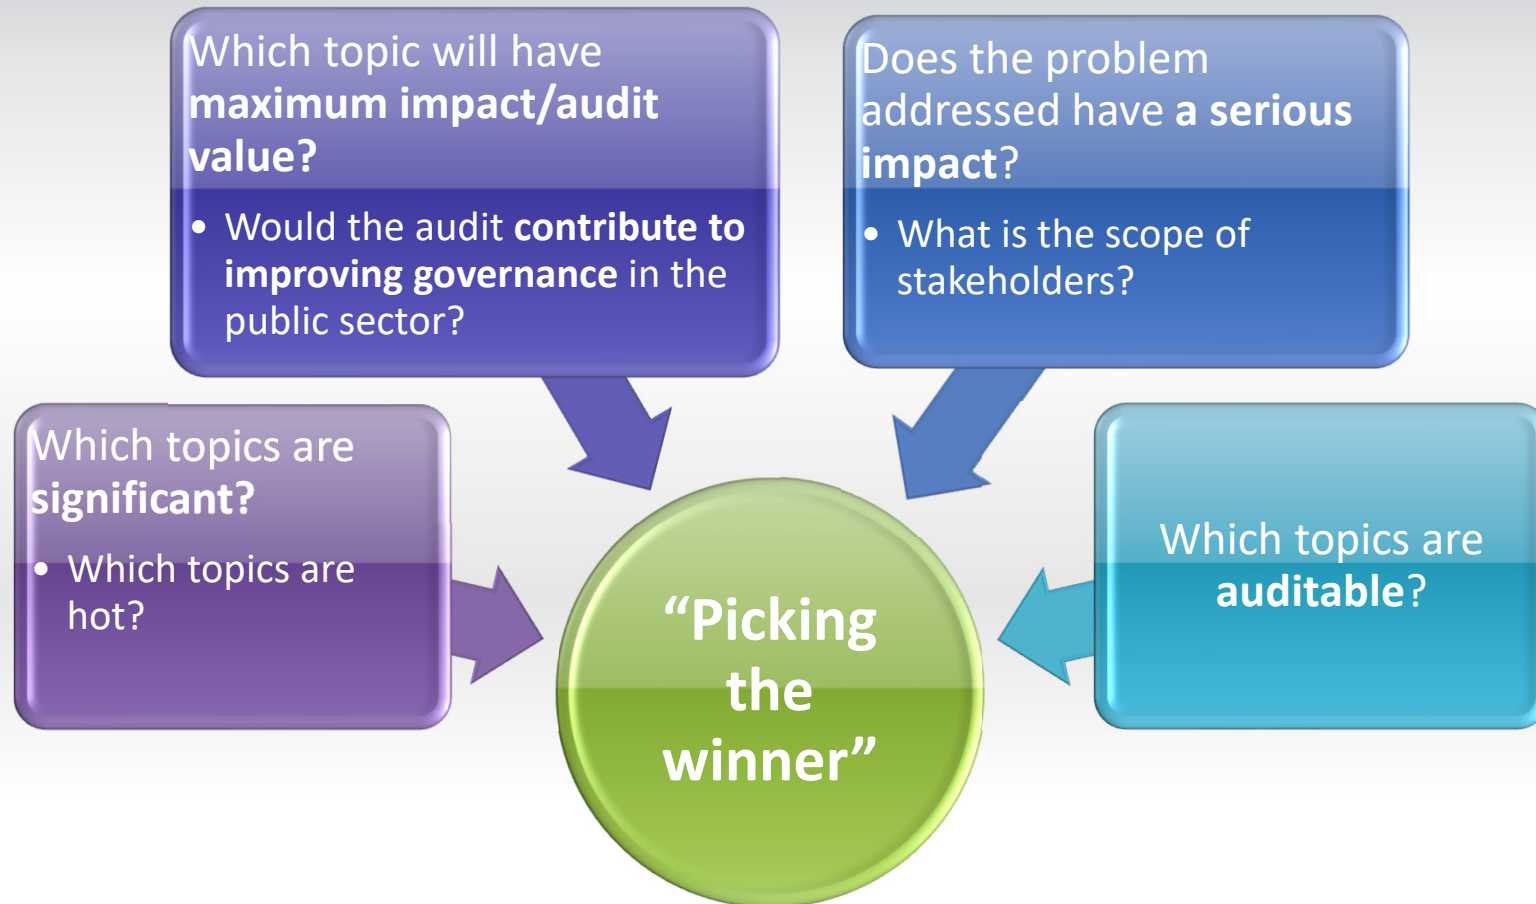 Which topic will have
maximum impact/audit
value?
• Would the audit contribute to
improving governance in the
public sector?
Does the problem
addressed have a serious
impact?
• What is the scope of
stakeholders?
Which topics are
significant?
• Which topics are
hot?
Which topics are
auditable?
“Picking
the
winner”